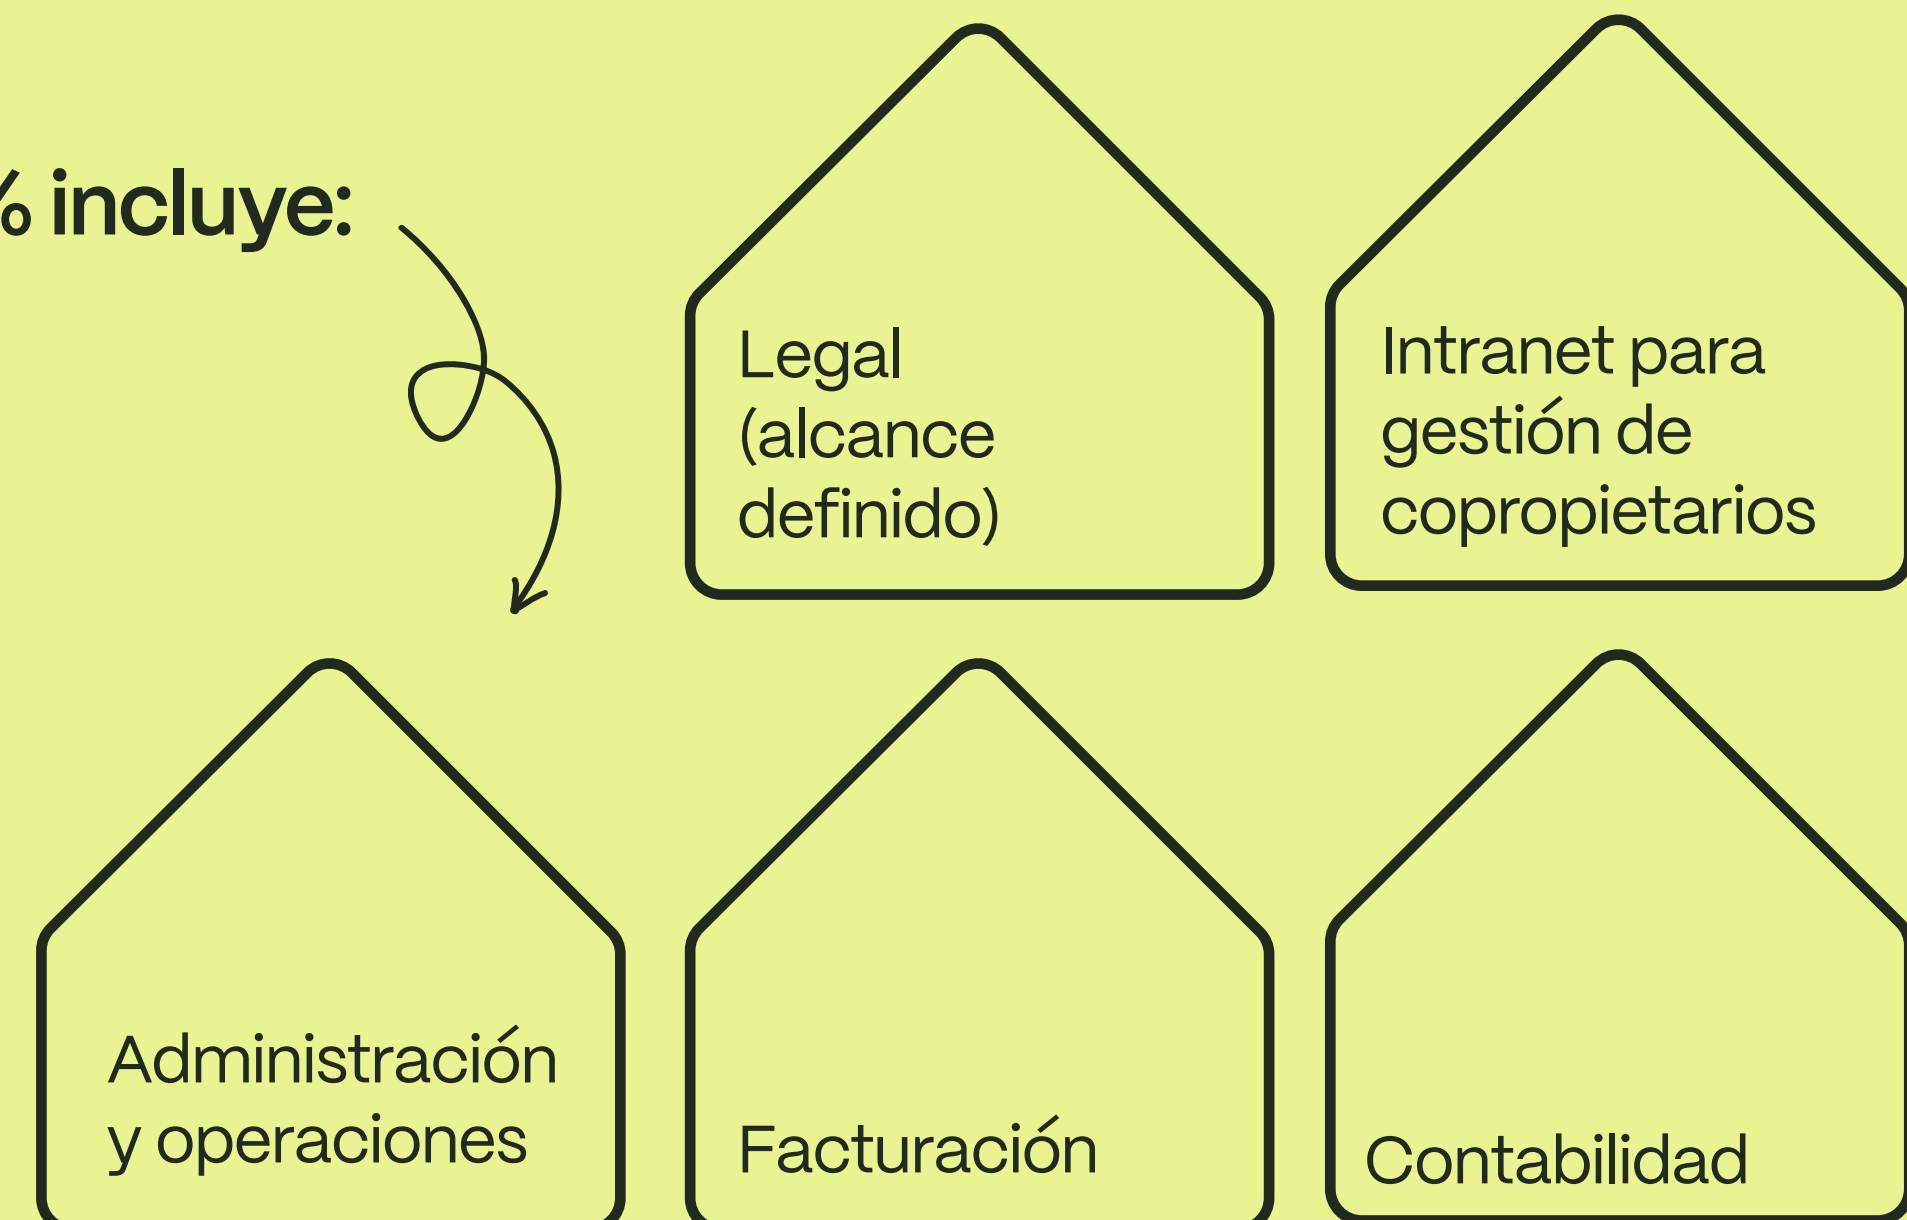 % incluye:
Legal
(alcance
definido)
Intranet para
gestión de
copropietarios
Administración
y operaciones
Facturación
Contabilidad